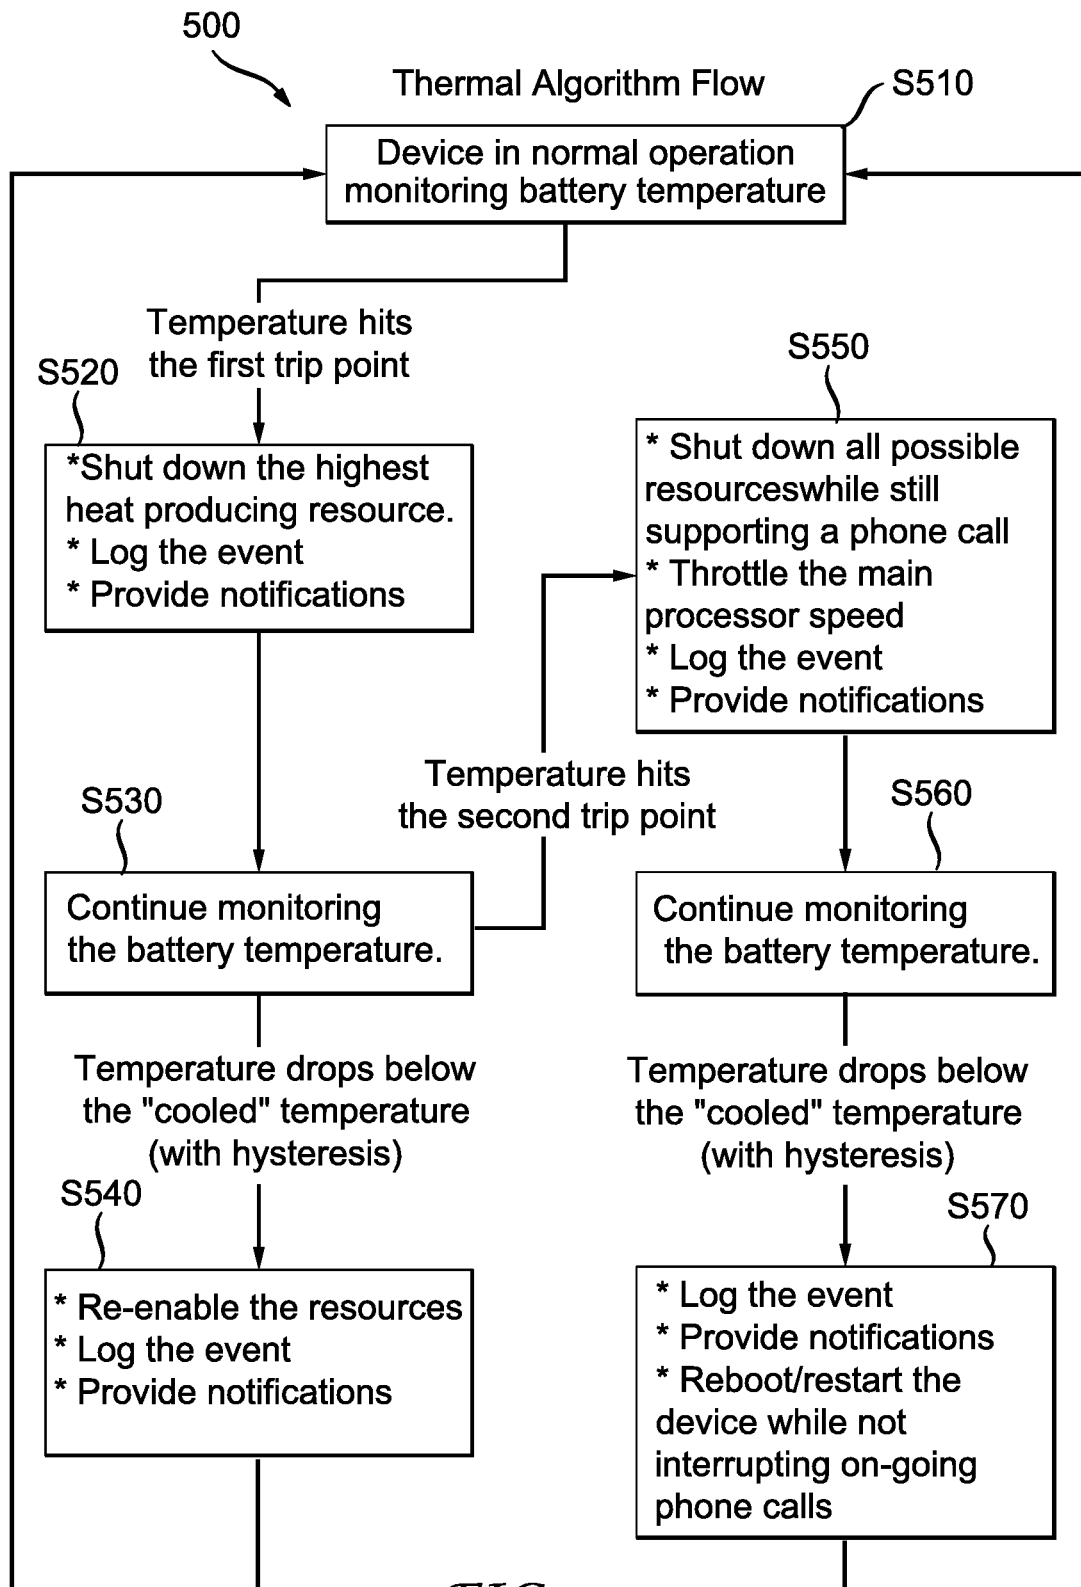 500
Thermal Algorithm Flow
S510
Device in normal operation
monitoring battery temperature
Temperature hits
the first trip point
S520
*Shut down the highest
heat producing resource.
* Log the event
* Provide notifications
S530
Continue monitoring
the battery temperature.
Temperature drops below
the "cooled" temperature
(with hysteresis)
S540
* Re-enable the resources
* Log the event
* Provide notifications
Temperature hits
the second trip point
S550
* Shut down all possible
resourceswhile still
supporting a phone call
* Throttle the main
processor speed
* Log the event
* Provide notifications
S560
Continue monitoring
the battery temperature.
Temperature drops below
the "cooled" temperature
(with hysteresis)
S570
* Log the event
* Provide notifications
* Reboot/restart the
device while not
interrupting on-going
phone calls